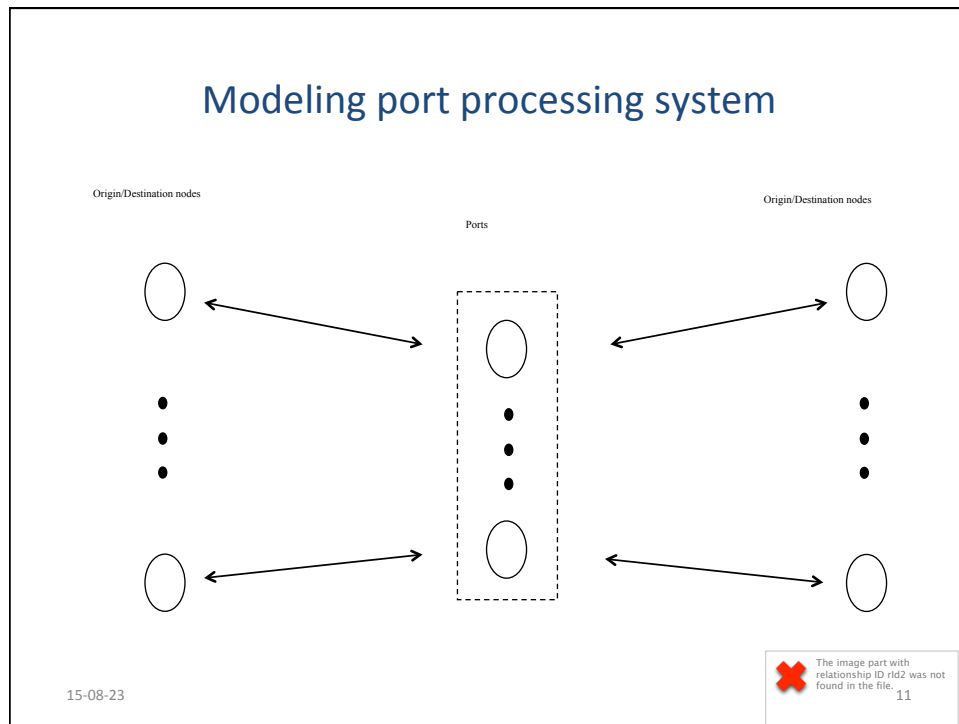 Modeling port processing system
Origin/Destination nodes
Origin/Destination nodes
Ports
15-08-23
The image part with
relationship ID rId2 was not
found in the file.
11